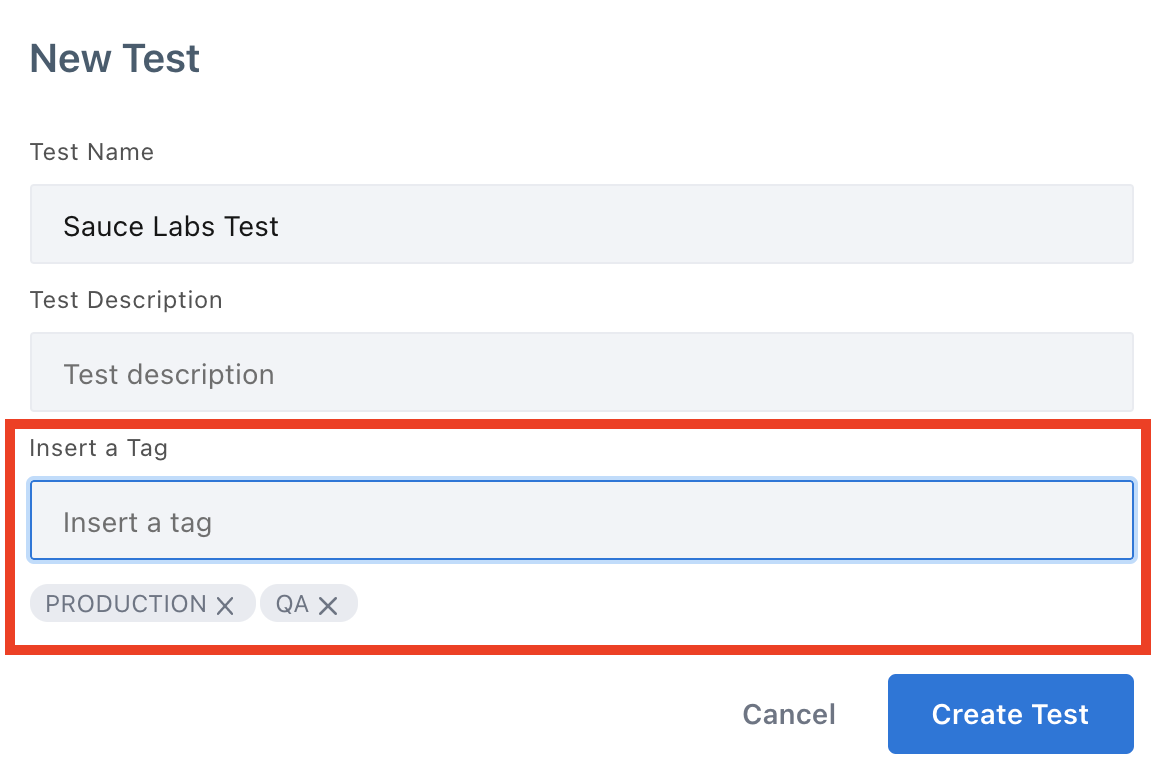 New Test
Test Name
Sauce Labs Test
Test Description
Test description
Insert a Tag
Insert a tag
PRODUCTION QA
Cancel Create Test